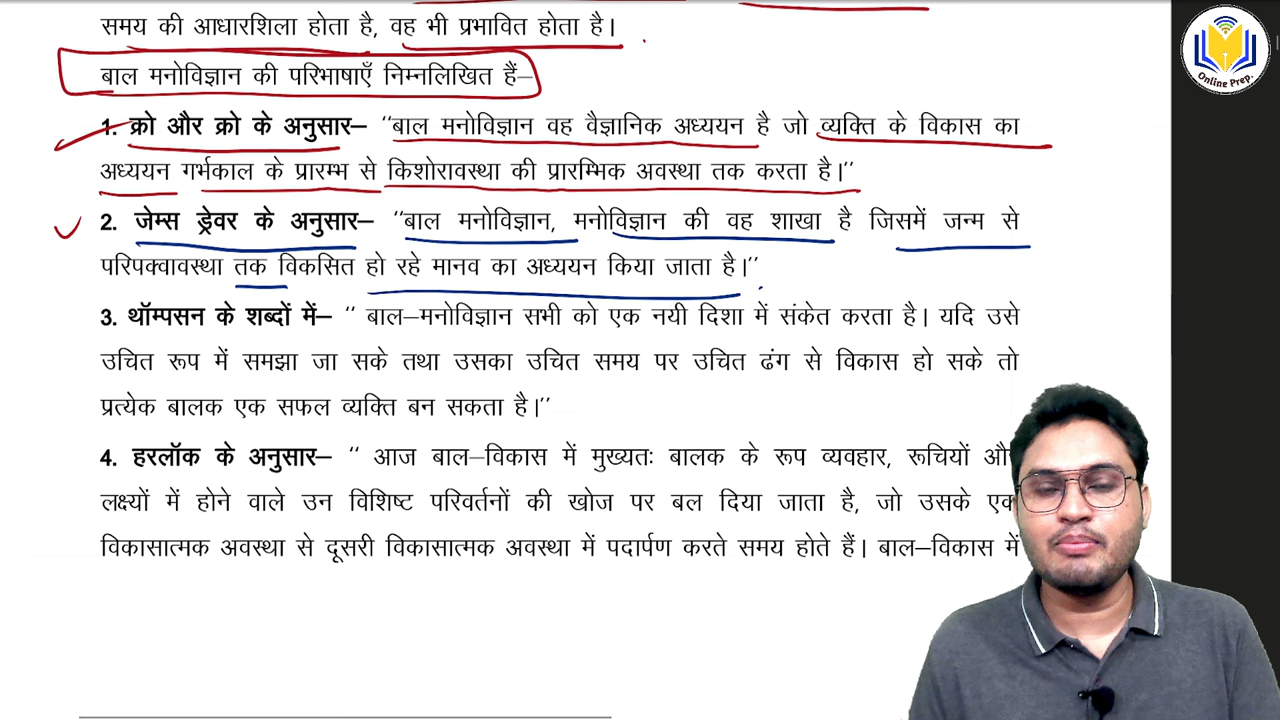 समय की आधारशिला होता है, वह भी प्रभावित होता है।
बाल मनोविज्ञान की परिभाषाएँ निम्नलिखित हैं–
1. क्रो और क्रो के अनुसार– ‘‘बाल मनोविज्ञान वह वैज्ञानिक अध्ययन है जो व्यक्ति के विकास का
अध्ययन गर्भकाल के प्रारम्भ से किशोरावस्था की प्रारम्भिक अवस्था तक करता है।’’
2. जेम्स ड्रेवर के अनुसार– ‘‘बाल मनोविज्ञान, मनोविज्ञान की वह शाखा है जिसमें जन्म से
परिपक्वावस्था तक विकसित हो रहे मानव का अध्ययन किया जाता है।’’
3. थॉम्पसन के शब्दों में– ‘‘ बाल–मनोविज्ञान सभी को एक नयी दिशा में संकेत करता है। यदि उसे
उचित रूप में समझा जा सके तथा उसका उचित समय पर उचित ढंग से विकास हो सके तो
प्रत्येक बालक एक सफल व्यक्ति बन सकता है।’’
4. हरलॉक के अनुसार– ‘‘ आज बाल–विकास में मुख्यतः बालक के रूप व्यवहार, रूचियों और
लक्ष्यों में होने वाले उन विशिष्ट परिवर्तनों की खोज पर बल दिया जाता है, जो उसके एक
विकासात्मक अवस्था से दूसरी विकासात्मक अवस्था में पदार्पण करते समय होते हैं। बाल–विकास में
Online Prep.